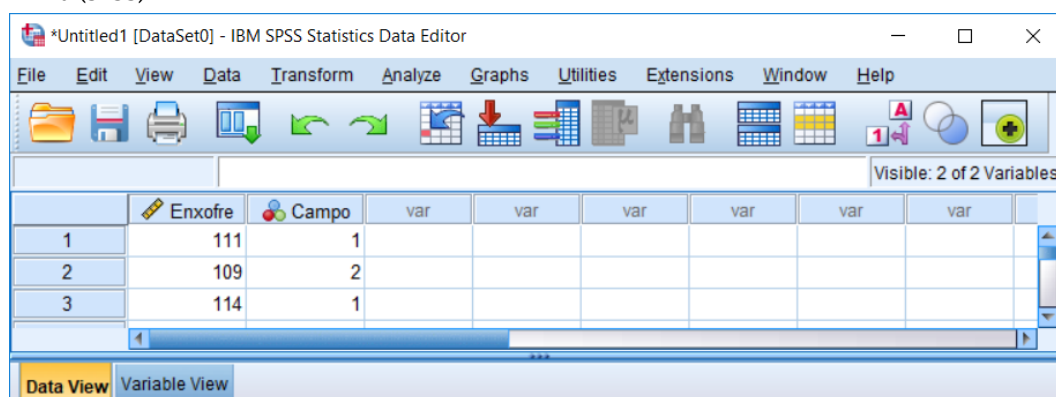 *Untitled1 [DataSet0] - IBM SPSS Statistics Data Editor
File Edit View Data Transform Analyze Graphs Utilities Extensions Window Help
A
1 μ
Visible: 2 of 2 Variables
Enxofre Campo var var var var var var
1 111 1
2 109 2
3 114 1
Data View Variable View